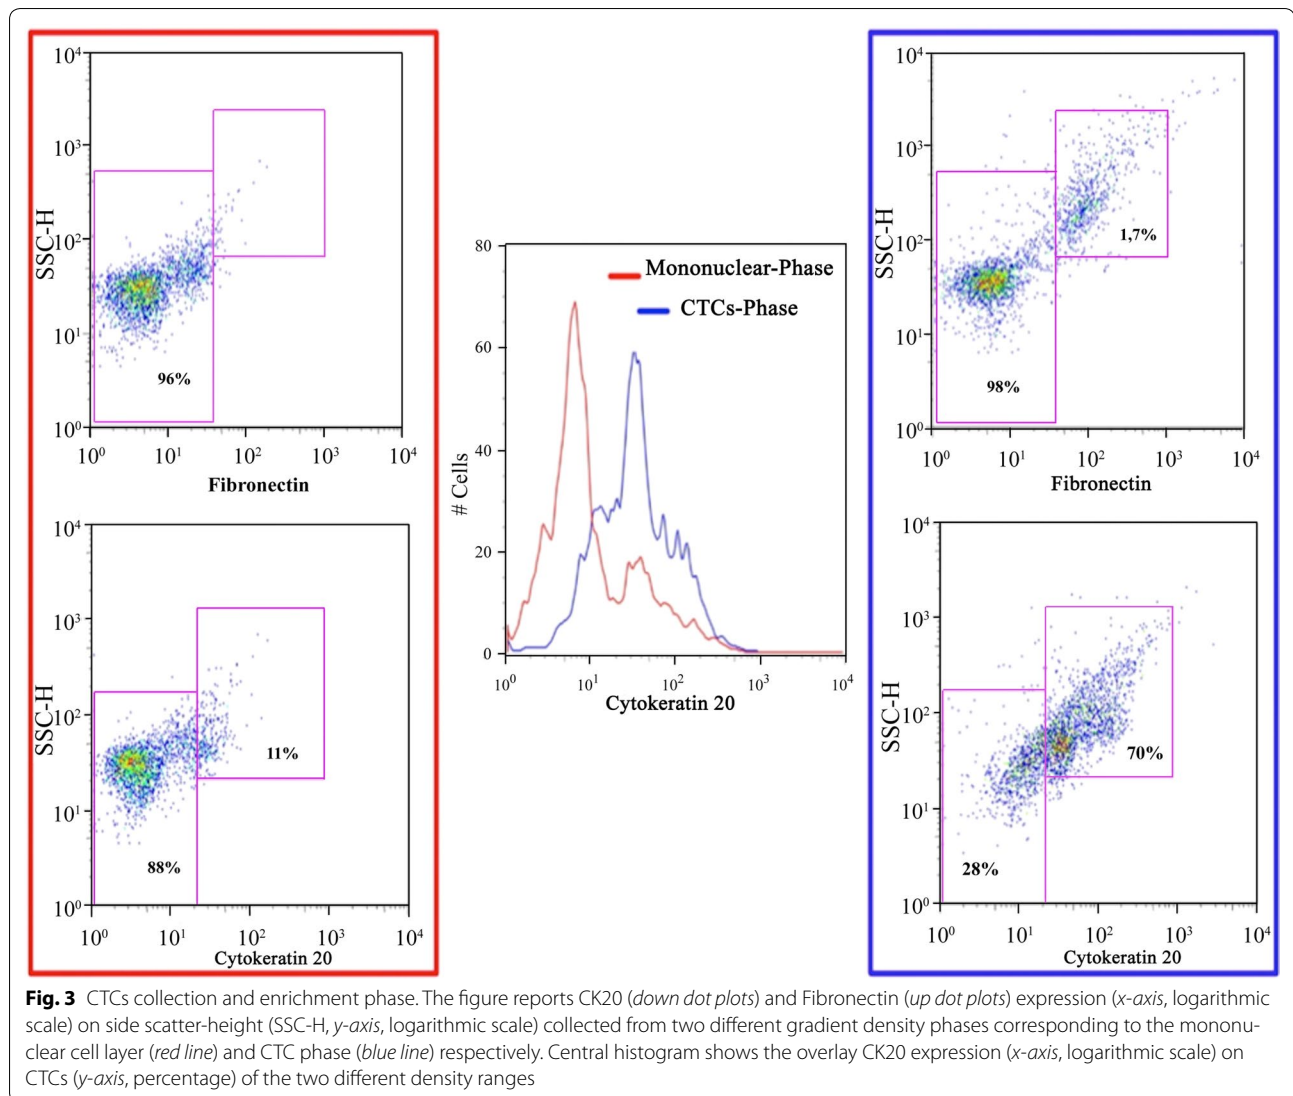 10⁴
10³
10²
10¹
10⁰
SSC-H
96%
10⁰ 10¹ 10² 10³ 10⁴
Fibronectin
10⁴
10³
10²
10¹
10⁰
SSC-H
11%
88%
10⁰ 10¹ 10² 10³ 10⁴
Cytokeratin 20
80
60
40
20
0
# Cells
Mononuclear-Phase
CTCs-Phase
10⁰ 10¹ 10² 10³ 10⁴
Cytokeratin 20
10⁴
10³
10²
10¹
10⁰
SSC-H
1,7%
98%
10⁰ 10¹ 10² 10³ 10⁴
Fibronectin
10⁴
10³
10²
10¹
10⁰
SSC-H
70%
28%
10⁰ 10¹ 10² 10³ 10⁴
Cytokeratin 20
Fig. 3 CTCs collection and enrichment phase. The figure reports CK20 (down dot plots) and Fibronectin (up dot plots) expression (x-axis, logarithmic
scale) on side scatter-height (SSC-H, y-axis, logarithmic scale) collected from two different gradient density phases corresponding to the mononu-
clear cell layer (red line) and CTC phase (blue line) respectively. Central histogram shows the overlay CK20 expression (x-axis, logarithmic scale) on
CTCs (y-axis, percentage) of the two different density ranges